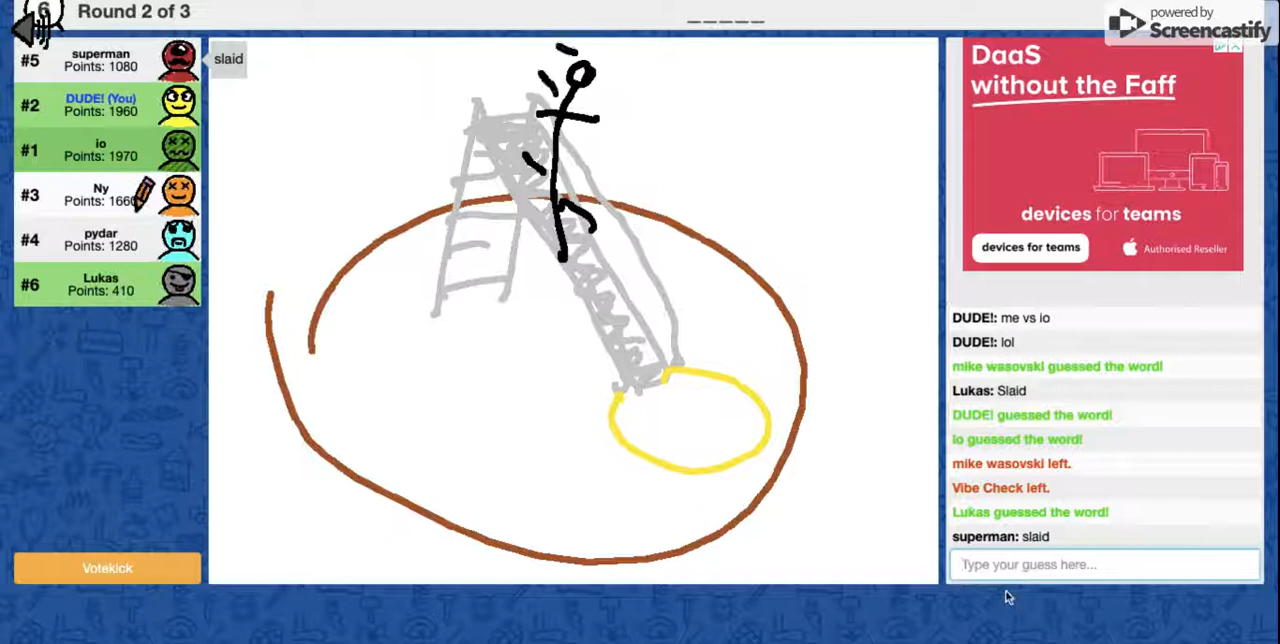 6
Round 2 of 3
_ _ _ _ _
powered by
Screencastify
#5
superman
Points: 1080
slaid
#2
DUDE! (You)
Points: 1960
#1
io
Points: 1970
#3
Ny
Points: 1660
#4
pydar
Points: 1280
#6
Lukas
Points: 410
Votekick
DaaS
without the Faff
devices for teams
devices for teams
Authorised Reseller
DUDE!: me vs io
DUDE!: lol
mike wasovski guessed the word!
Lukas: Slaid
DUDE! guessed the word!
io guessed the word!
mike wasovski left.
Vibe Check left.
Lukas guessed the word!
superman: slaid
Type your guess here...